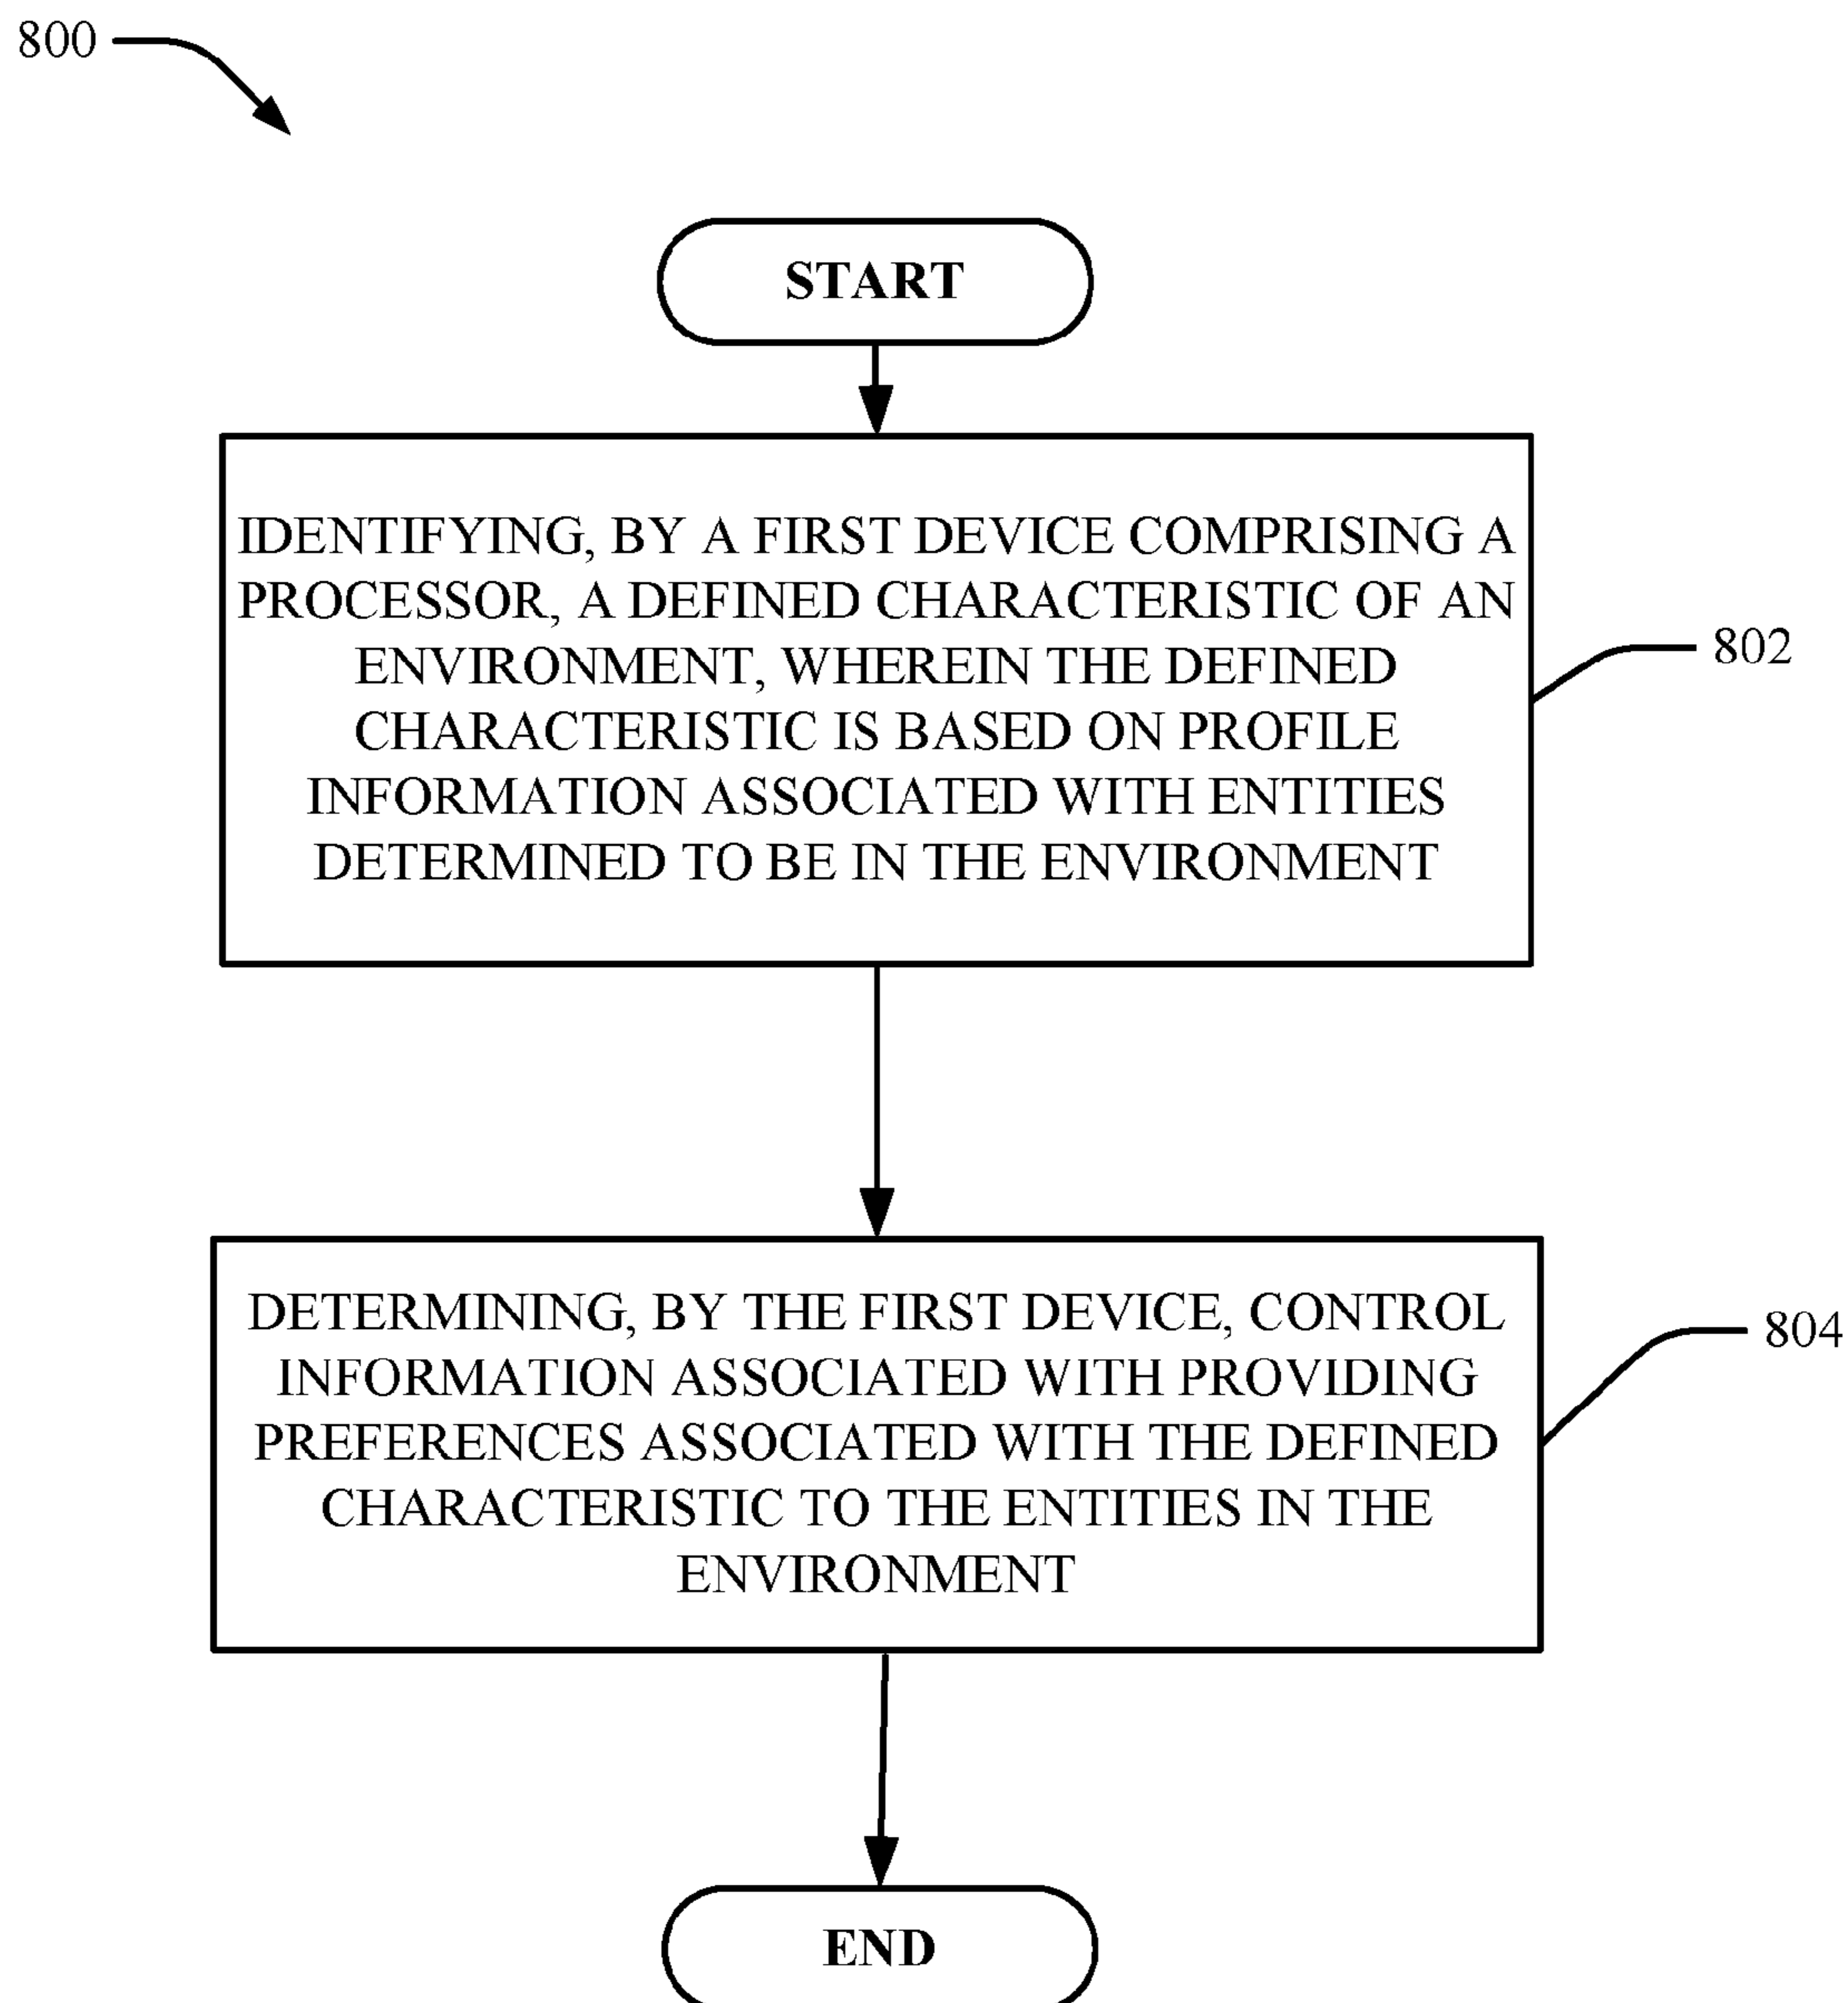 800
START
IDENTIFYING, BY A FIRST DEVICE COMPRISING A
PROCESSOR, A DEFINED CHARACTERISTIC OF AN
ENVIRONMENT, WHEREIN THE DEFINED
CHARACTERISTIC IS BASED ON PROFILE
INFORMATION ASSOCIATED WITH ENTITIES
DETERMINED TO BE IN THE ENVIRONMENT
802
DETERMINING, BY THE FIRST DEVICE, CONTROL
INFORMATION ASSOCIATED WITH PROVIDING
PREFERENCES ASSOCIATED WITH THE DEFINED
CHARACTERISTIC TO THE ENTITIES IN THE
ENVIRONMENT
804
END